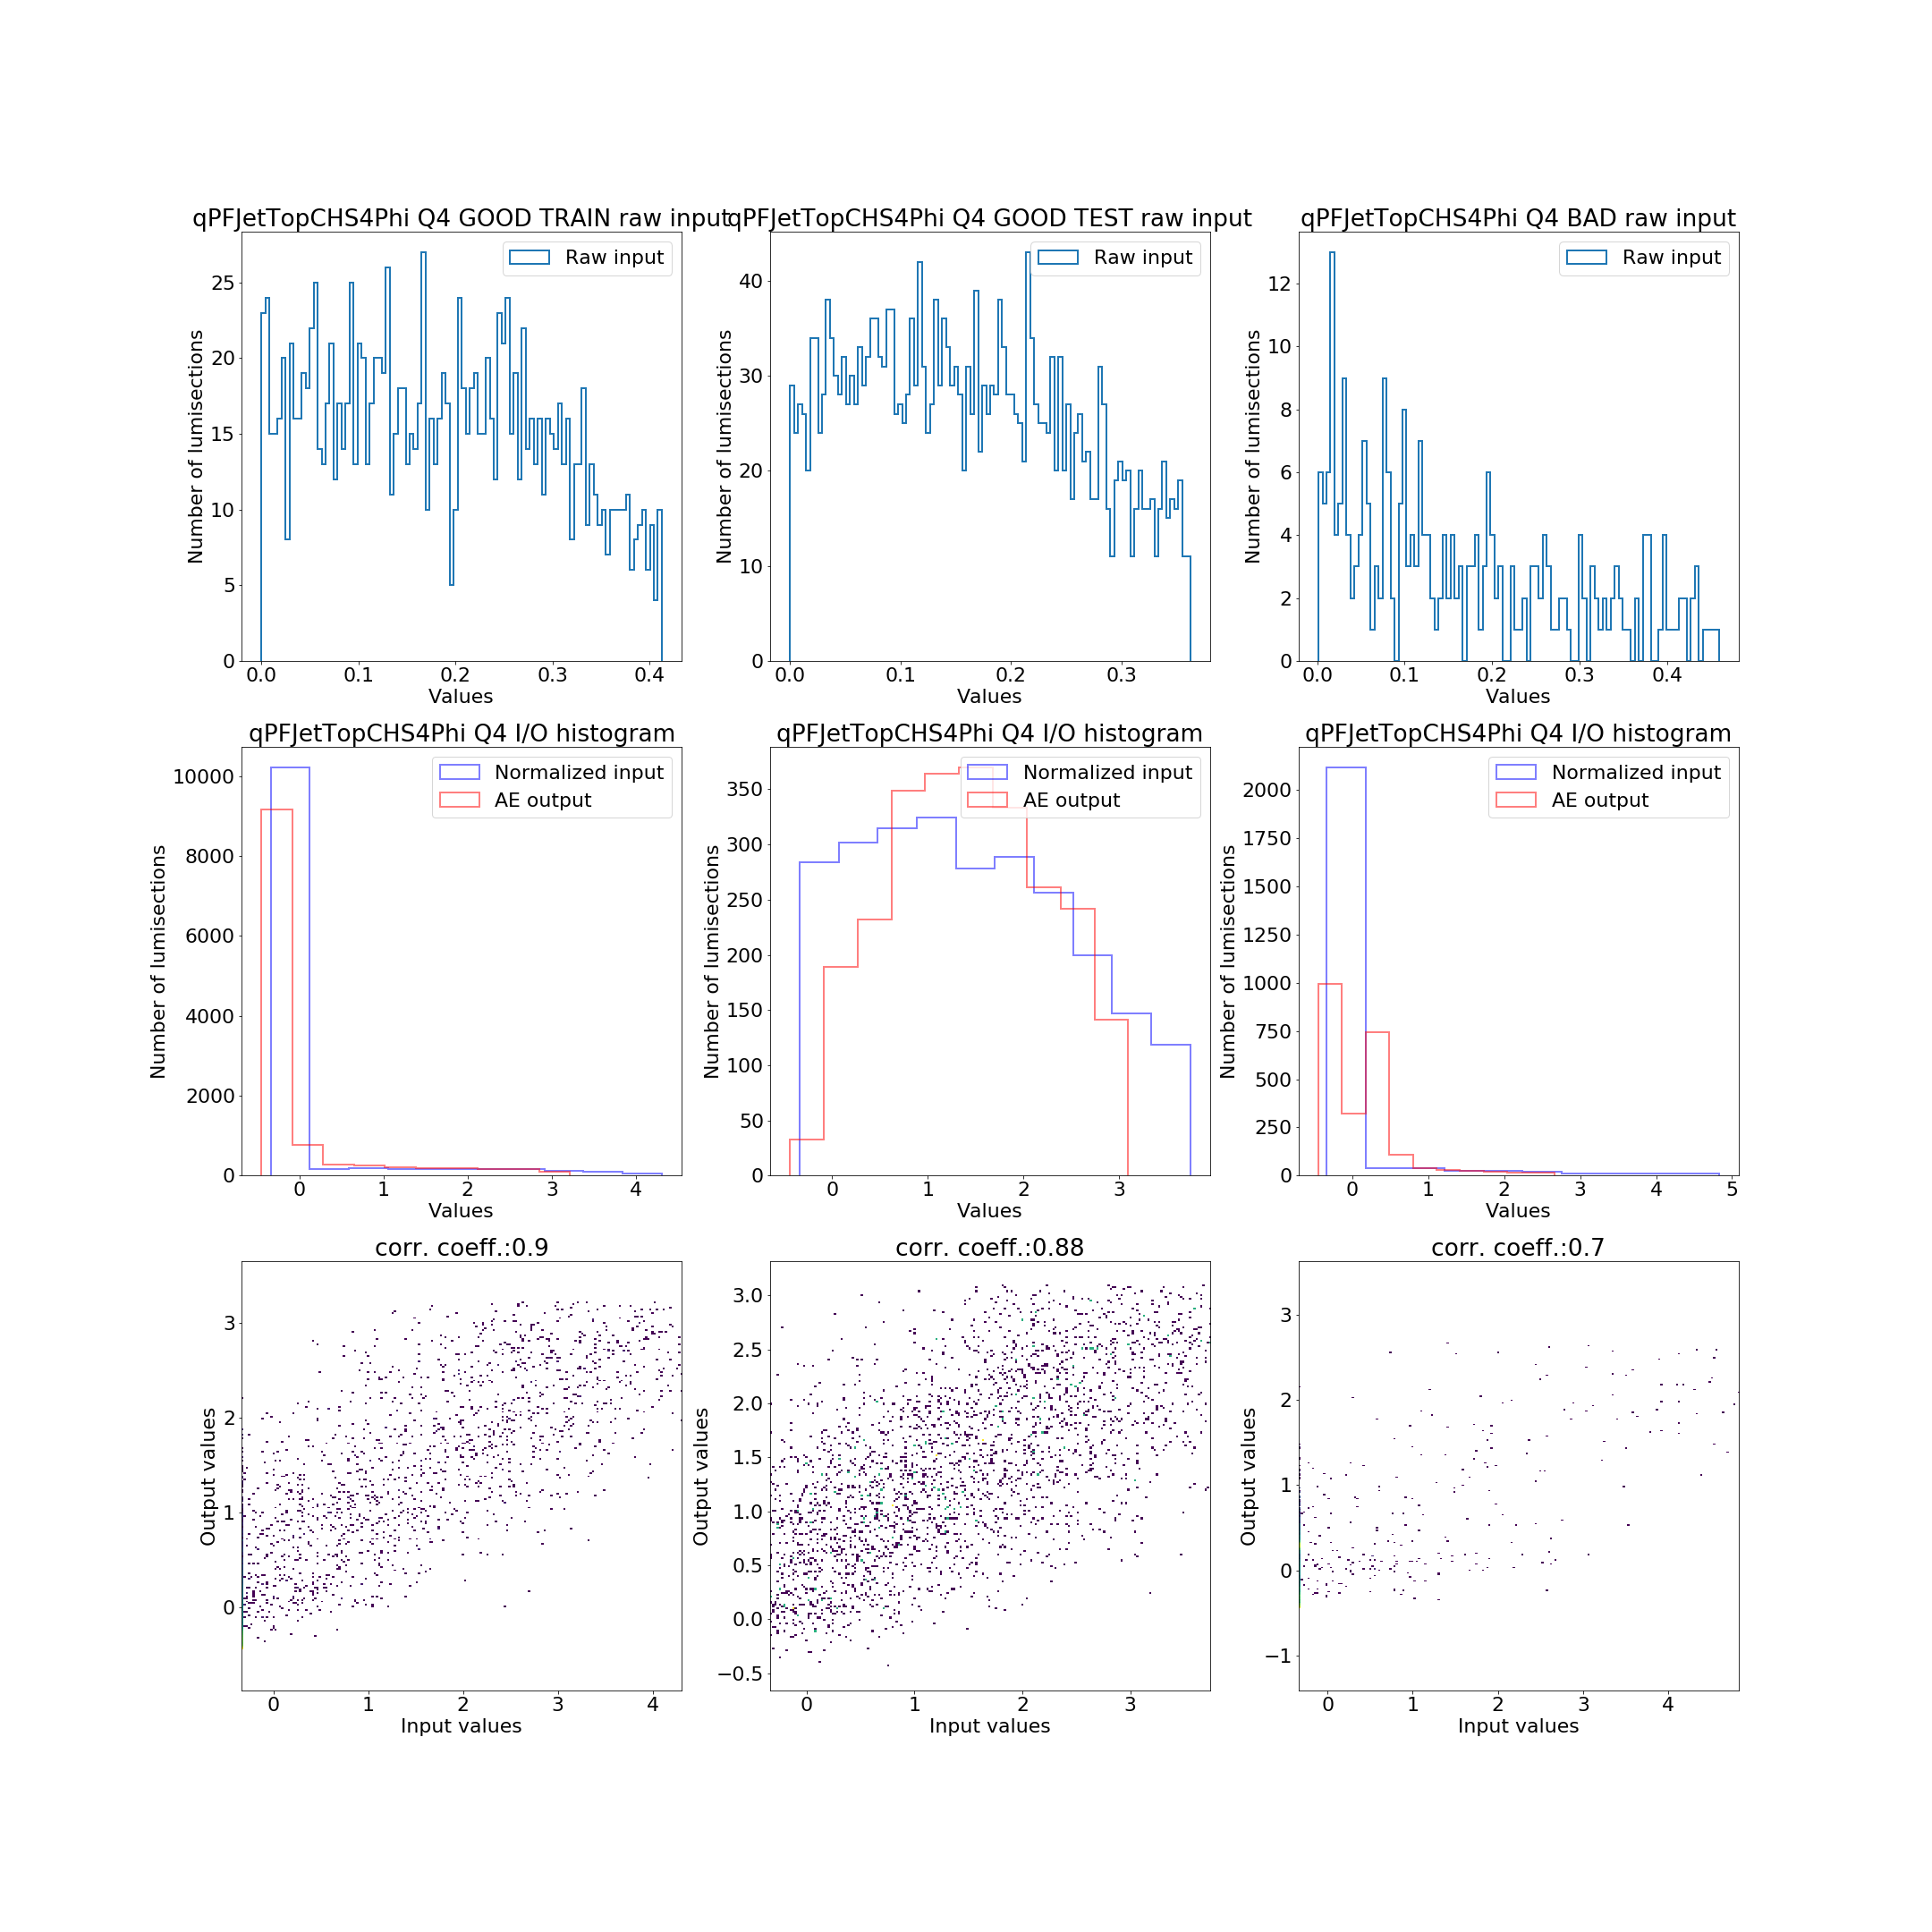 qPFJetTopCHS4Phi Q4 GOOD TRAIN raw input
Raw input
25
20
15
10
5
0
Number of lumisections
0.0 0.1 0.2 0.3 0.4
Values
qPFJetTopCHS4Phi Q4 GOOD TEST raw input
Raw input
40
30
20
10
0
Number of lumisections
0.0 0.1 0.2 0.3
Values
qPFJetTopCHS4Phi Q4 BAD raw input
Raw input
12
10
8
6
4
2
0
Number of lumisections
0.0 0.1 0.2 0.3 0.4
Values
qPFJetTopCHS4Phi Q4 I/O histogram
Normalized input
AE output
10000
8000
6000
4000
2000
0
Number of lumisections
0 1 2 3 4
Values
qPFJetTopCHS4Phi Q4 I/O histogram
Normalized input
AE output
350
300
250
200
150
100
50
0
Number of lumisections
0 1 2 3
Values
qPFJetTopCHS4Phi Q4 I/O histogram
Normalized input
AE output
2000
1750
1500
1250
1000
750
500
250
0
Number of lumisections
0 1 2 3 4 5
Values
corr. coeff.:0.9
3
2
1
0
Output values
0 1 2 3 4
Input values
corr. coeff.:0.88
3.0
2.5
2.0
1.5
1.0
0.5
0.0
−0.5
Output values
0 1 2 3
Input values
corr. coeff.:0.7
3
2
1
0
−1
Output values
0 1 2 3 4
Input values